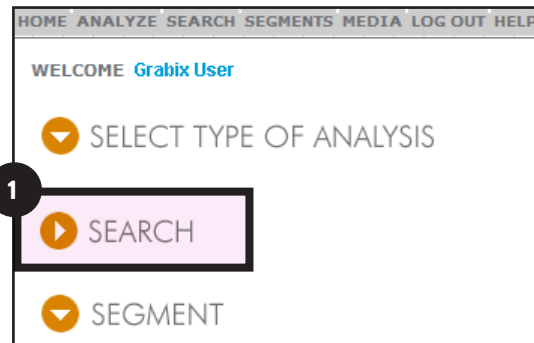 HOME ANALYZE SEARCH SEGMENTS MEDIA LOG OUT HELP
WELCOME Grabix User
SELECT TYPE OF ANALYSIS
1
SEARCH
SEGMENT